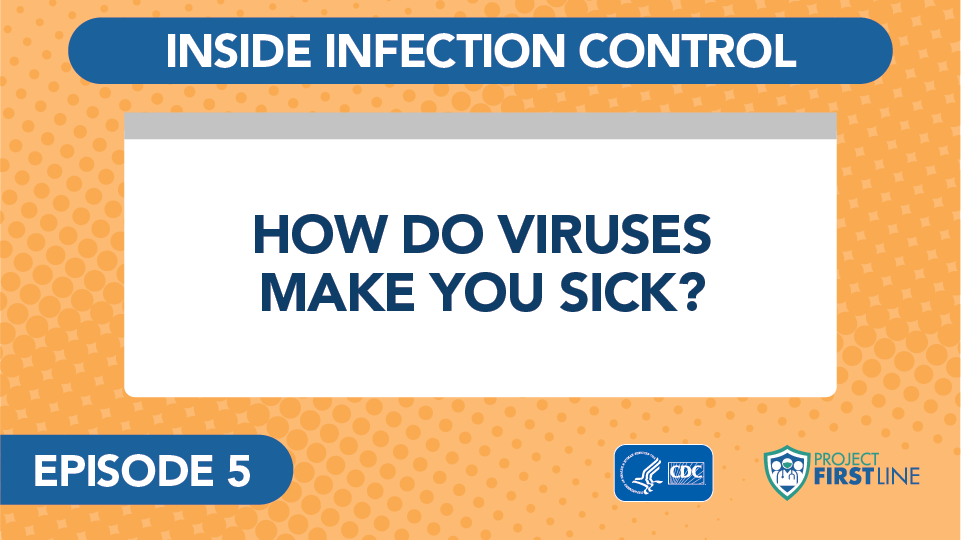 INSIDE INFECTION CONTROL
HOW DO VIRUSES
MAKE YOU SICK?
EPISODE 5
CDC
PROJECT
FIRSTLINE